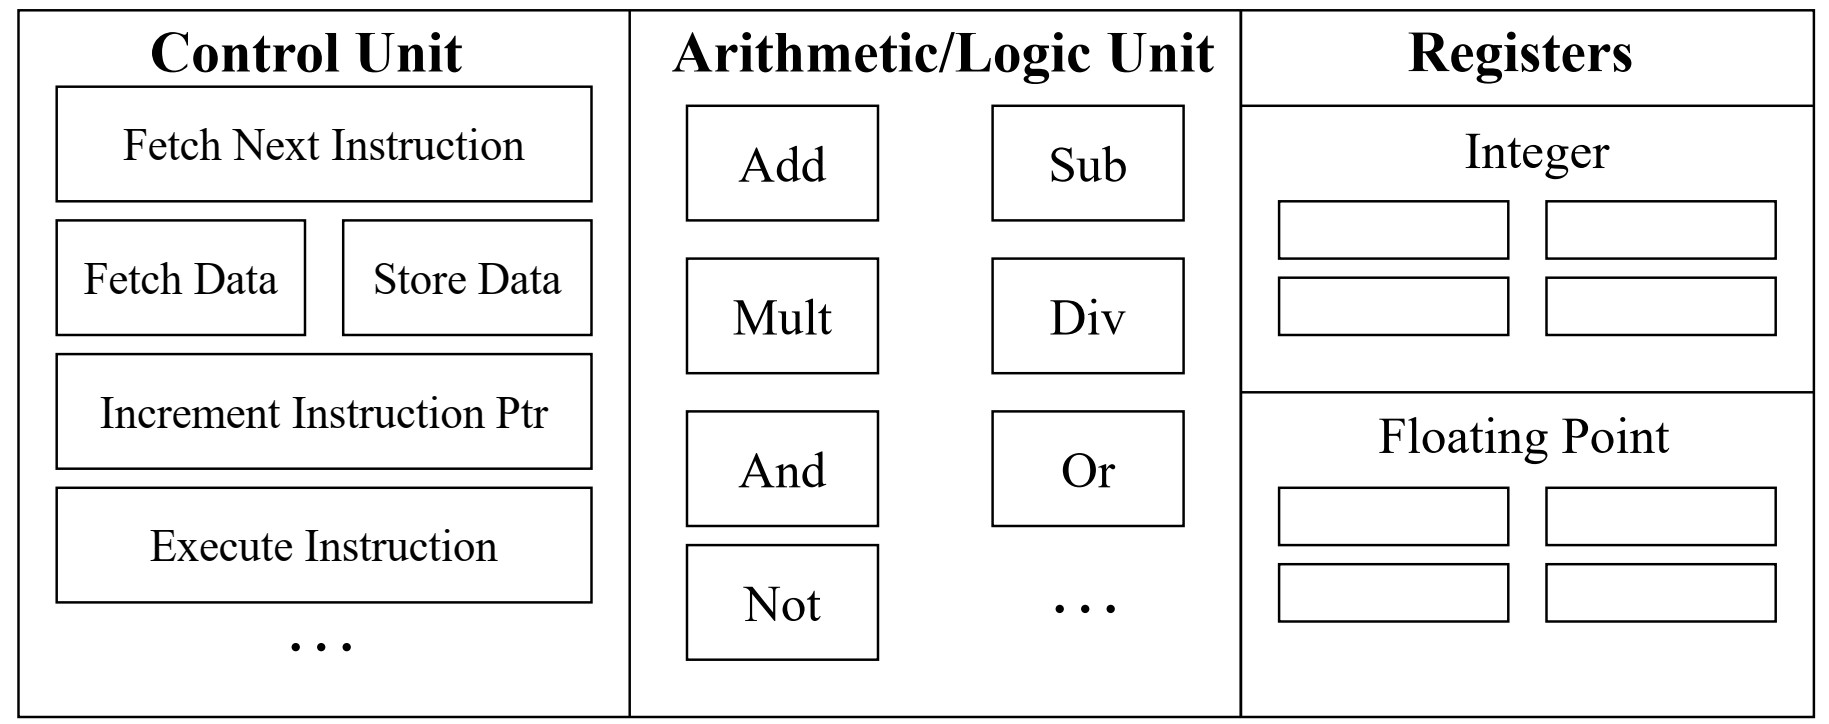 Control Unit
Fetch Next Instruction
Fetch Data
Store Data
Increment Instruction Ptr
Execute Instruction
...
Arithmetic/Logic Unit
Add
Sub
Mult
Div
And
Or
Not
...
Registers
Integer
Floating Point